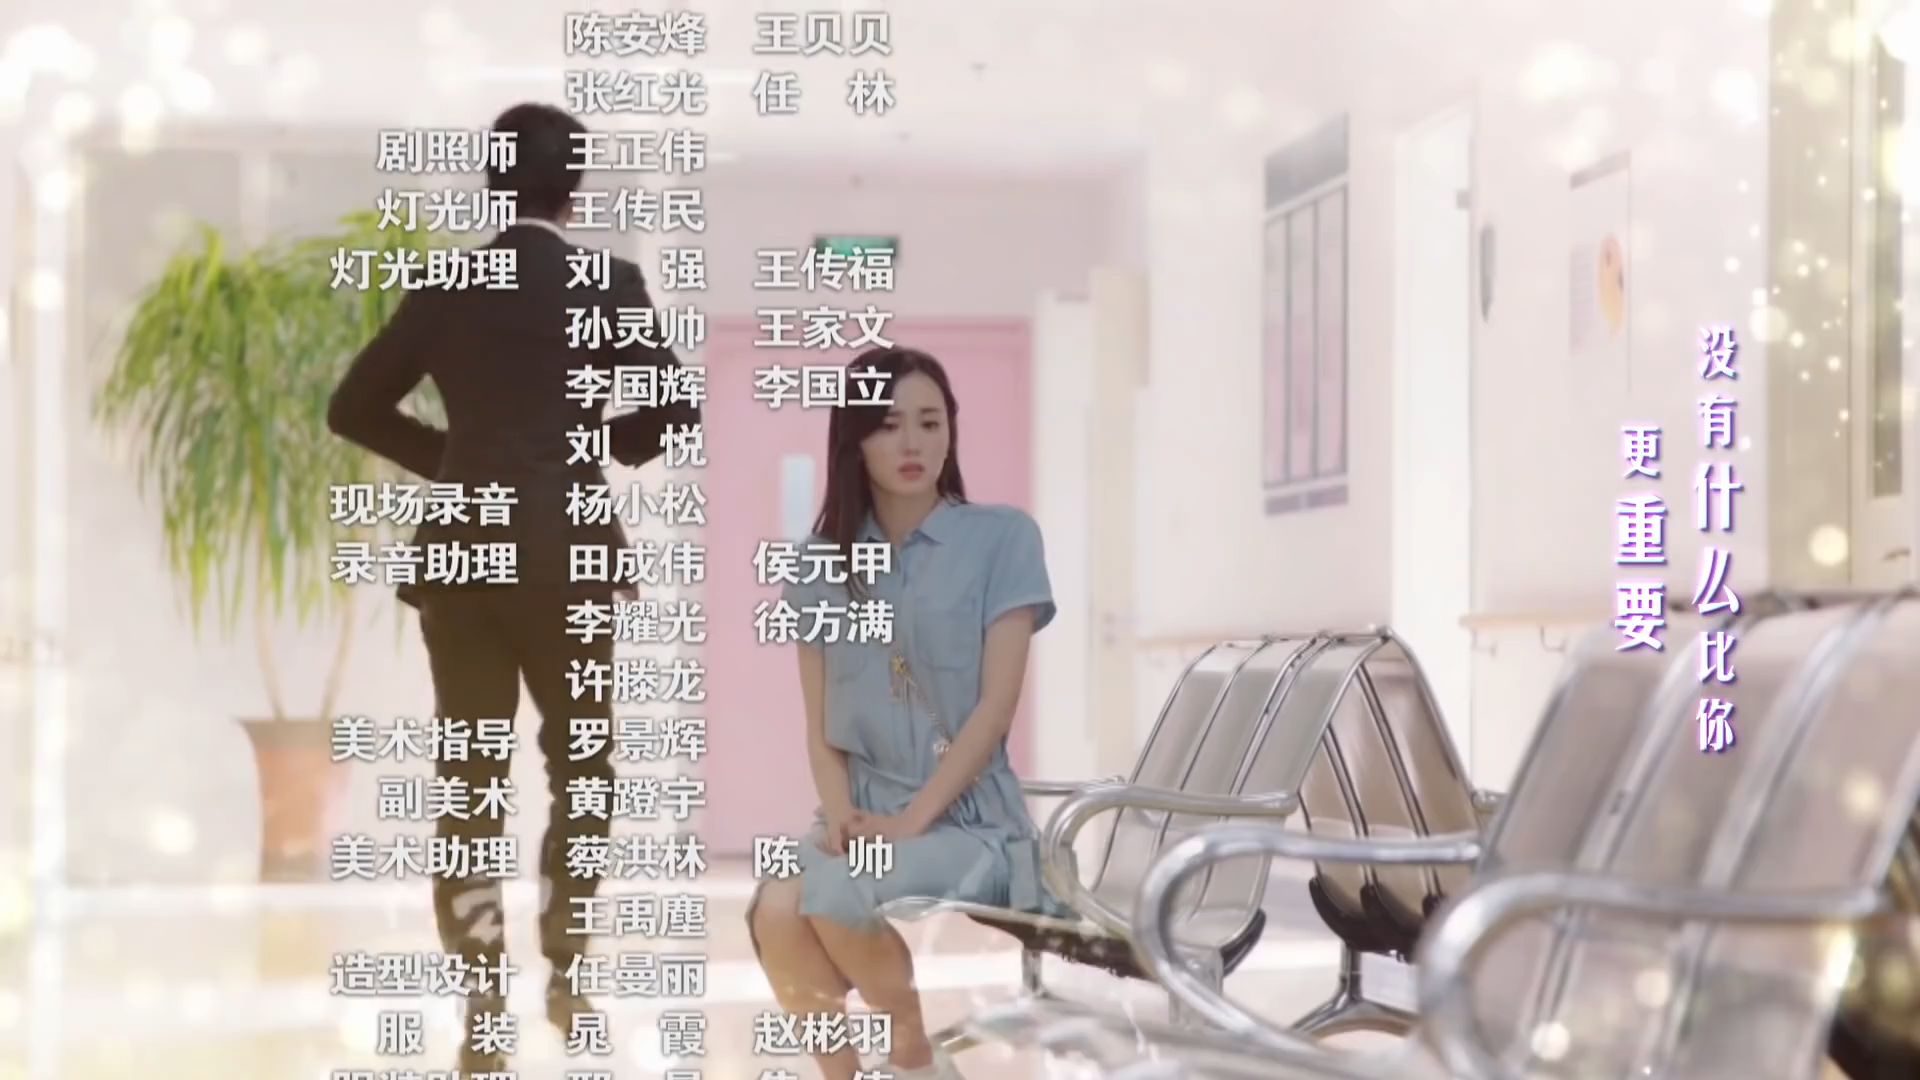 陈安烽 王贝贝
张红光 任 林
剧照师 王正伟
灯光师 王传民
灯光助理 刘 强 王传福
孙灵帅 王家文
李国辉 李国立
刘 悦
现场录音 杨小松
录音助理 田成伟 侯元甲
李耀光 徐方满
许滕龙
美术指导 罗景辉
副美术 黄蹬宇
美术助理 蔡洪林 陈 帅
王禹塵
造型设计 任曼丽
服 装 晁 霞 赵彬羽
没有什么比你
更重要